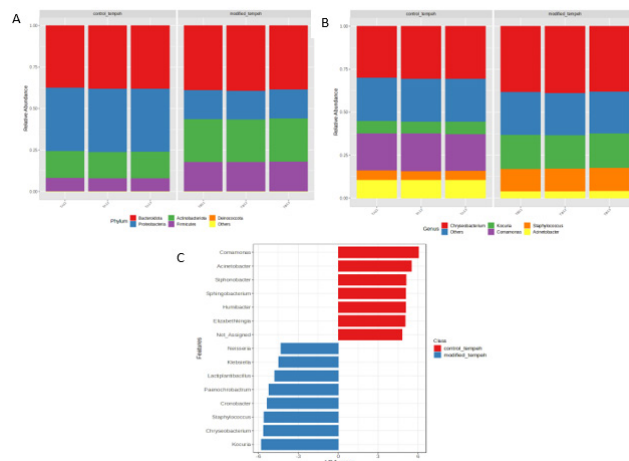 A
control_tempeh
modified_tempeh
1.00
0.75
0.50
0.25
0.00
Relative Abundance
Phylum
Bacteroidota
Actinobacteriota
Deinococcota
Proteobacteria
Firmicutes
Others
B
control_tempeh
modified_tempeh
1.00
0.75
0.50
0.25
0.00
Relative Abundance
Genus
Chryseobacterium
Kocuria
Staphylococcus
Others
Comamonas
Acinetobacter
C
Comamonas
Acinetobacter
Siphonobacter
Sphingobacterium
Humibacter
Elizabethkingia
Not_Assigned
Neisseria
Klebsiella
Lactiplantibacillus
Faenirhrobacterium
Cronobacter
Staphylococcus
Chryseobacterium
Kocuria
Features
-6
-3
0
3
6
Class
control_tempeh
modified_tempeh